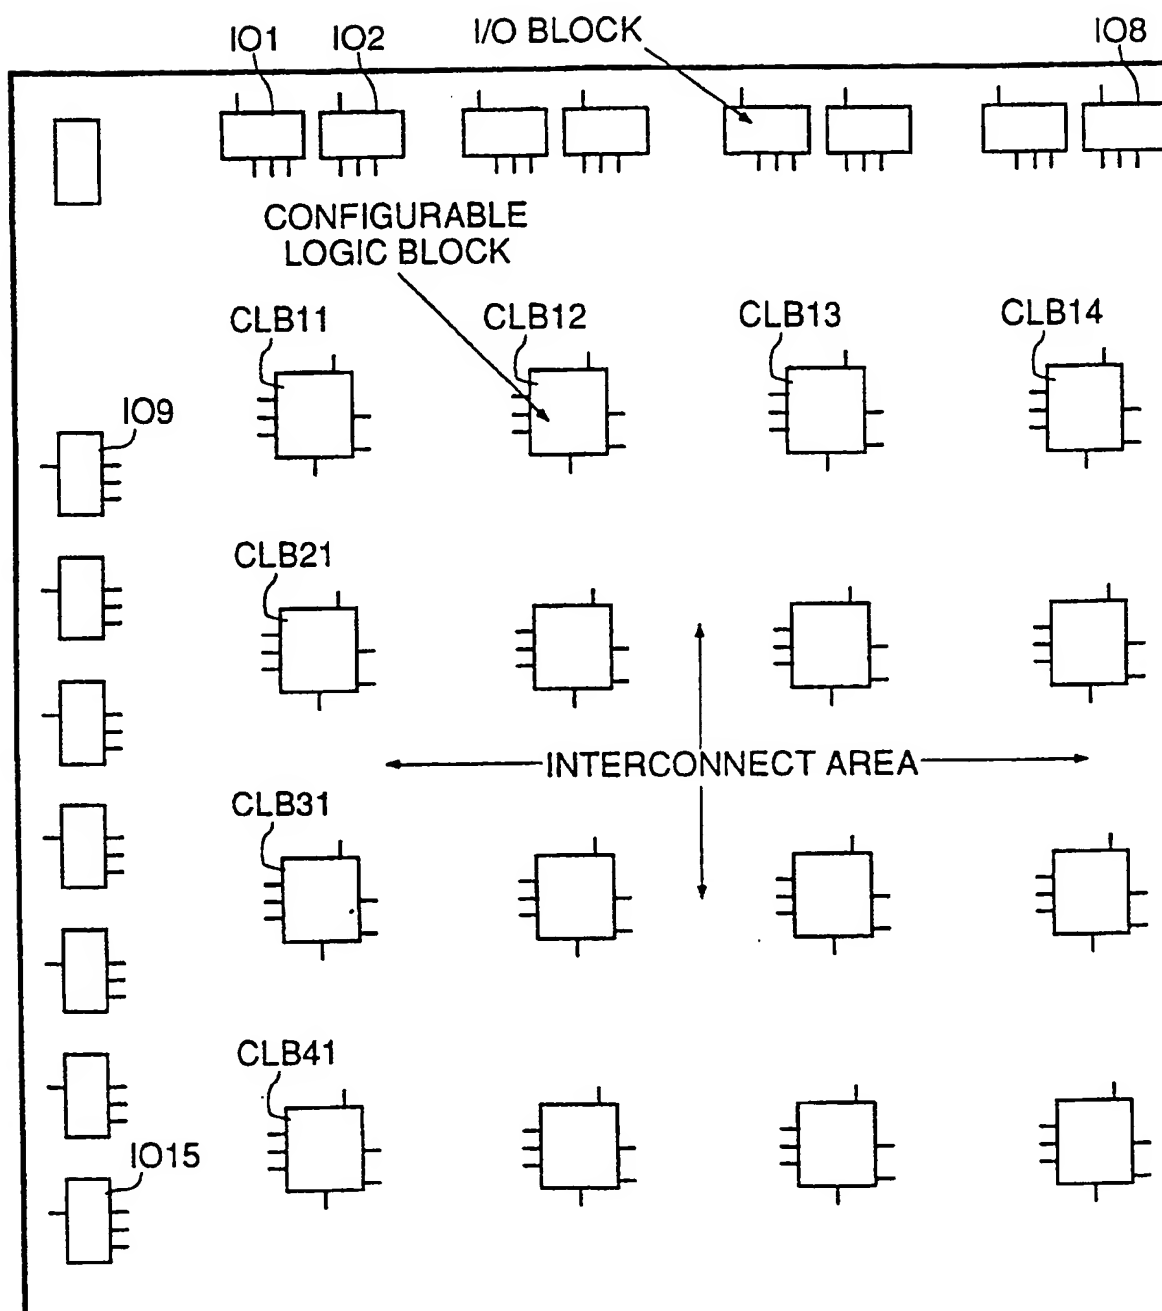 IO1
IO2
I/O BLOCK
IO8
CONFIGURABLE
LOGIC BLOCK
CLB11
CLB12
CLB13
CLB14
IO9
CLB21
INTERCONNECT AREA
CLB31
CLB41
IO15